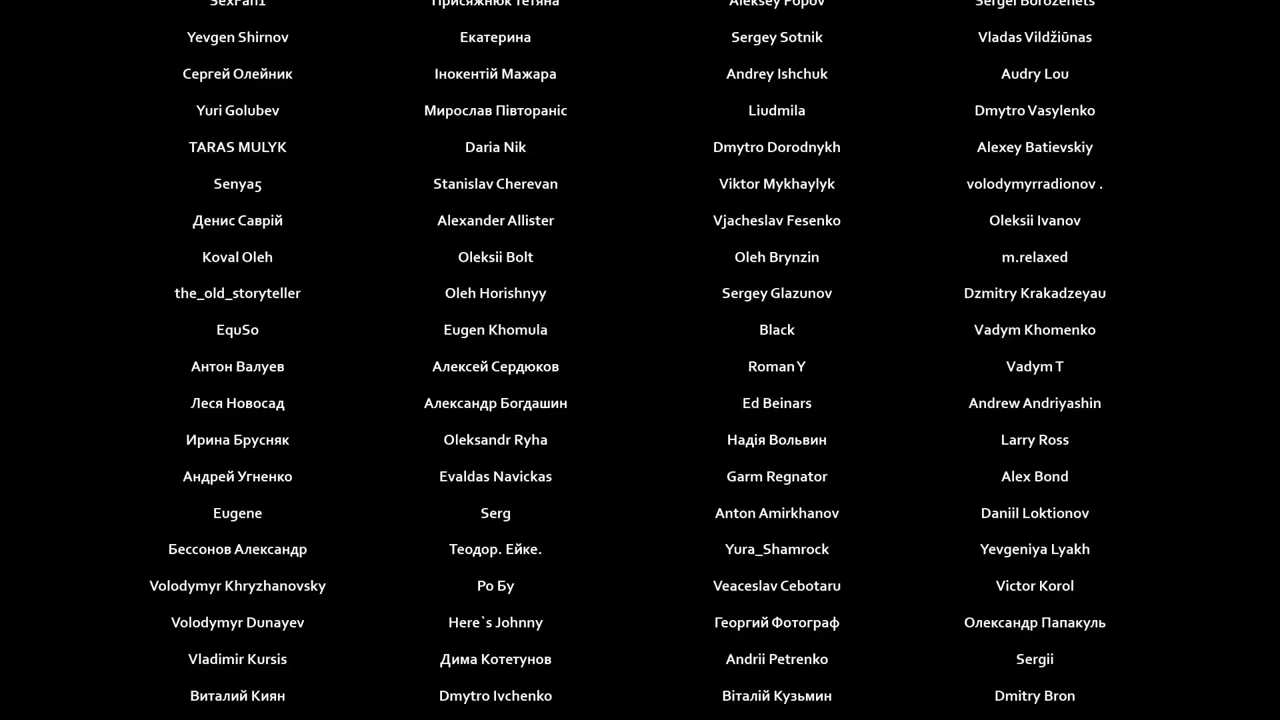 SexFan1 Присяжнюк Тетяна Aleksey Popov Sergei Borozenets
Yevgen Shirnov Екатерина Sergey Sotnik Vladas Vildžiūnas
Сергей Олейник Інокентій Мажара Andrey Ishchuk Audry Lou
Yuri Golubev Мирослав Півтораніс Liudmila Dmytro Vasylenko
TARAS MULYK Daria Nik Dmytro Dorodnykh Alexey Batievskiy
Senya5 Stanislav Cherevan Viktor Mykhaylyk volodymyrradionov .
Денис Саврій Alexander Allister Vjacheslav Fesenko Oleksii Ivanov
Koval Oleh Oleksii Bolt Oleh Brynzin m.relaxed
the_old_storyteller Oleh Horishnyy Sergey Glazunov Dzmitry Krakadzeyau
EquSo Eugen Khomula Black Vadym Khomenko
Антон Валуев Алексей Сердюков Roman Y Vadym T
Леся Новосад Александр Богдашин Ed Beinars Andrew Andriyashin
Ирина Брусняк Oleksandr Ryha Надія Вольвин Larry Ross
Андрей Угненко Evaldas Navickas Garm Regnator Alex Bond
Eugene Serg Anton Amirkhanov Daniil Loktionov
Бессонов Александр Теодор. Ейке. Yura_Shamrock Yevgeniya Lyakh
Volodymyr Khryzhanovsky Ро Бу Veaceslav Cebotaru Victor Korol
Volodymyr Dunayev Here`s Johnny Георгий Фотограф Олександр Папакуль
Vladimir Kursis Дима Котетунов Andrii Petrenko Sergii
Виталий Киян Dmytro Ivchenko Віталій Кузьмин Dmitry Bron